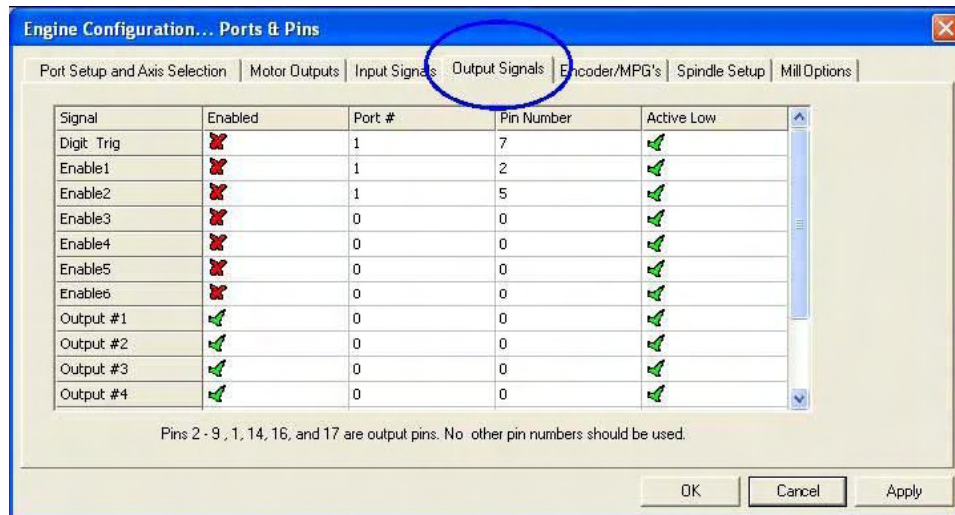 Engine Configuration... Ports & Pins
Port Setup and Axis Selection Motor Outputs Input Signals Output Signals Encoder/MPG's Spindle Setup Mill Options
Signal Enabled Port # Pin Number Active Low
Digit Trig 1 7
Enable1 1 2
Enable2 1 5
Enable3 0 0
Enable4 0 0
Enable5 0 0
Enable6 0 0
Output #1 0 0
Output #2 0 0
Output #3 0 0
Output #4 0 0
Pins 2 - 9 , 1, 14, 16, and 17 are output pins. No other pin numbers should be used.
OK Cancel Apply